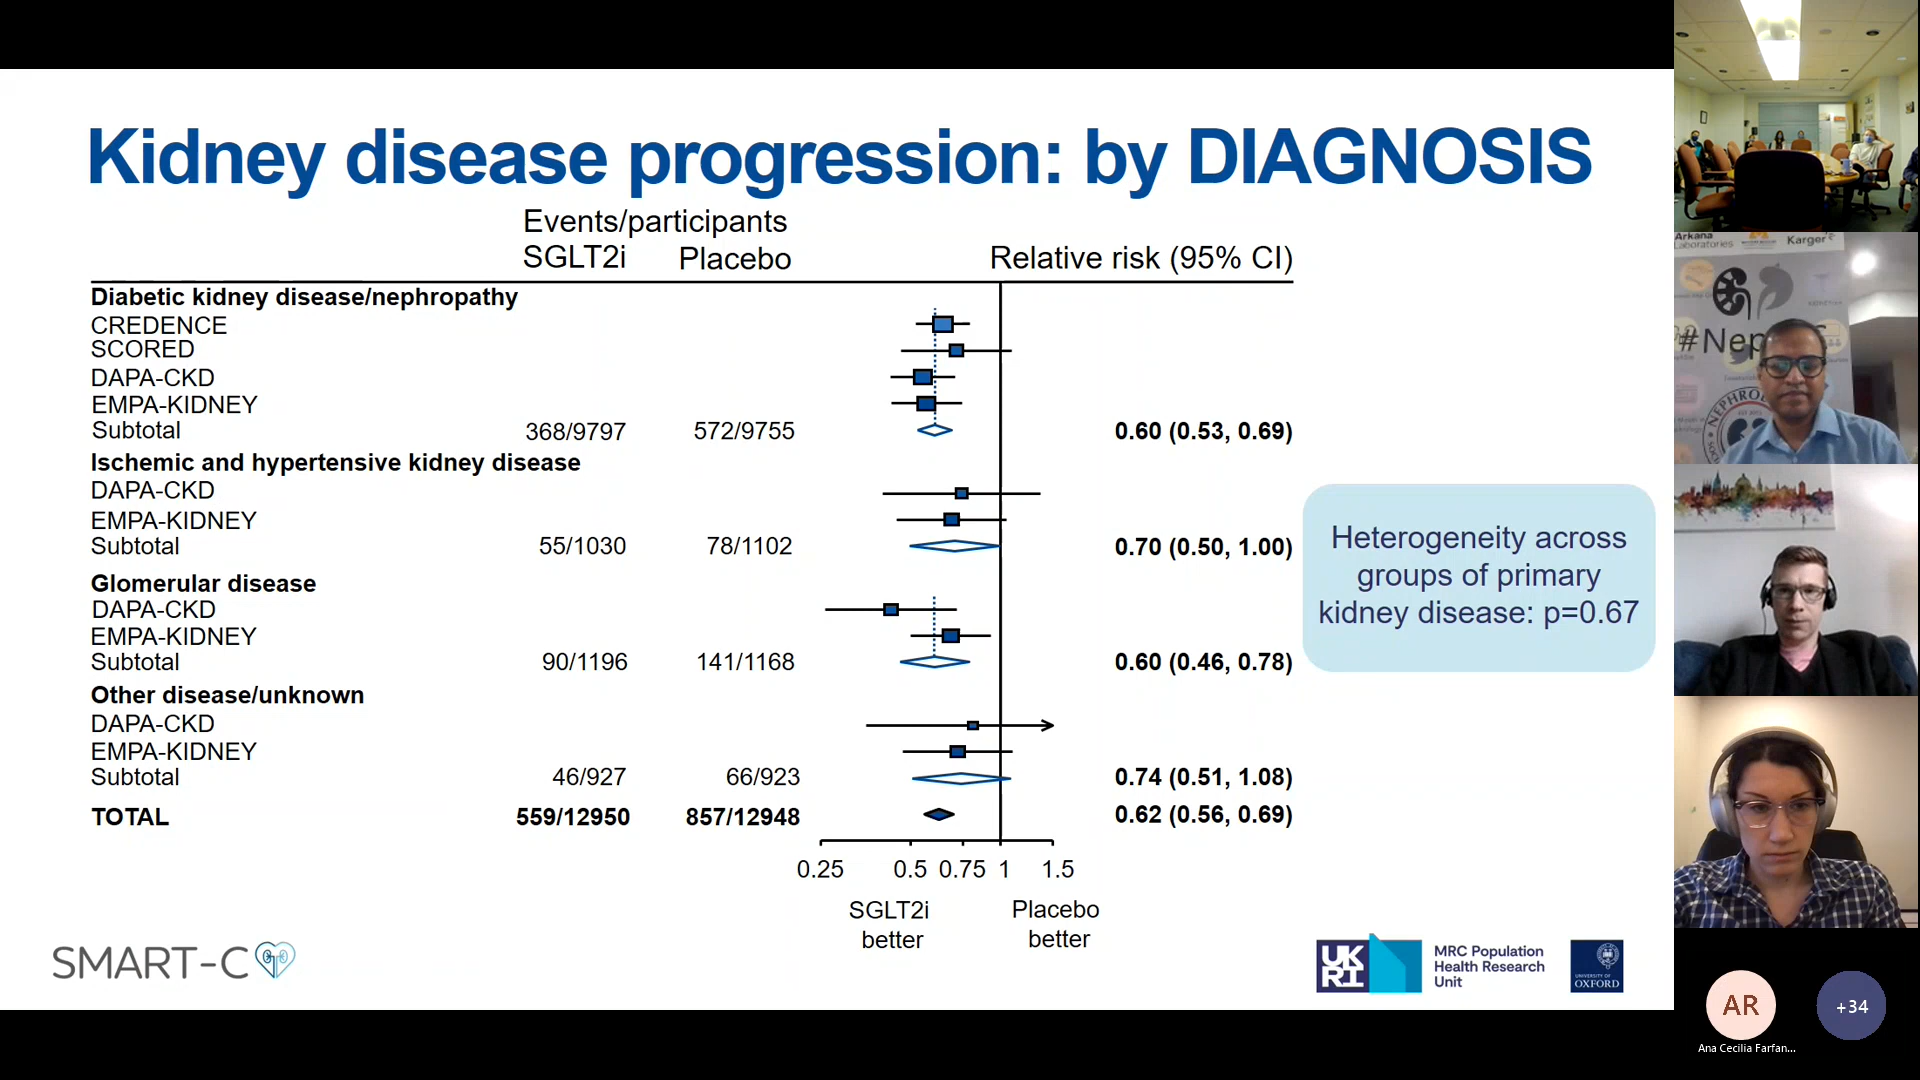 Kidney disease progression: by DIAGNOSIS
Events/participants
SGLT2i Placebo Relative risk (95% CI)
Diabetic kidney disease/nephropathy
CREDENCE
SCORED
DAPA-CKD
EMPA-KIDNEY
Subtotal 368/9797 572/9755 0.60 (0.53, 0.69)
Ischemic and hypertensive kidney disease
DAPA-CKD
EMPA-KIDNEY
Subtotal 55/1030 78/1102 0.70 (0.50, 1.00)
Glomerular disease
DAPA-CKD
EMPA-KIDNEY
Subtotal 90/1196 141/1168 0.60 (0.46, 0.78)
Other disease/unknown
DAPA-CKD
EMPA-KIDNEY
Subtotal 46/927 66/923 0.74 (0.51, 1.08)
TOTAL 559/12950 857/12948 0.62 (0.56, 0.69)
0.25 0.5 0.75 1 1.5
SGLT2i
better
Placebo
better
Heterogeneity across
groups of primary
kidney disease: p=0.67
SMART-C
UK
RI
MRC Population
Health Research
Unit
UNIVERSITY OF
OXFORD
Arkana
Laboratories
Karger
#Nep
NEPHRO
AR
Ana Cecilia Farfan...
+34